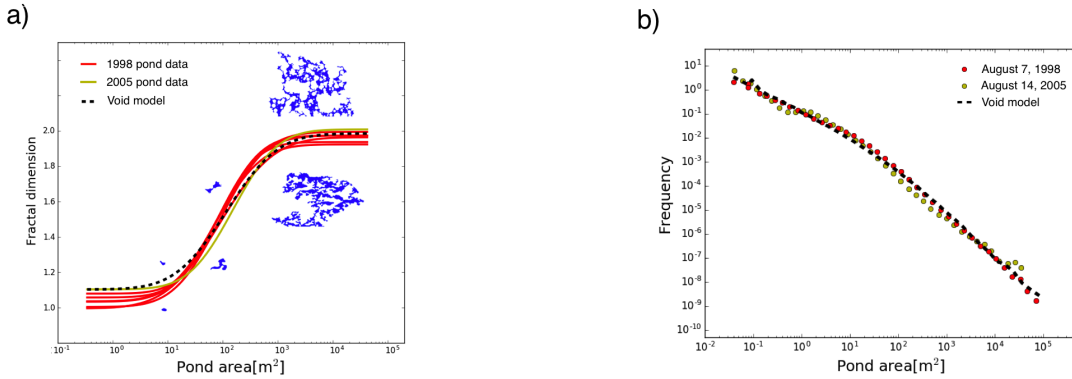 a)
1998 pond data
2005 pond data
Void model
Fractal dimension
2.0
1.8
1.6
1.4
1.2
1.0
10^-1 10^0 10^1 10^2 10^3 10^4 10^5
Pond area[m^2]
b)
August 7, 1998
August 14, 2005
Void model
Frequency
10^1
10^0
10^-1
10^-2
10^-3
10^-4
10^-5
10^-6
10^-7
10^-8
10^-9
10^-10
10^-2 10^-1 10^0 10^1 10^2 10^3 10^4 10^5
Pond area[m^2]